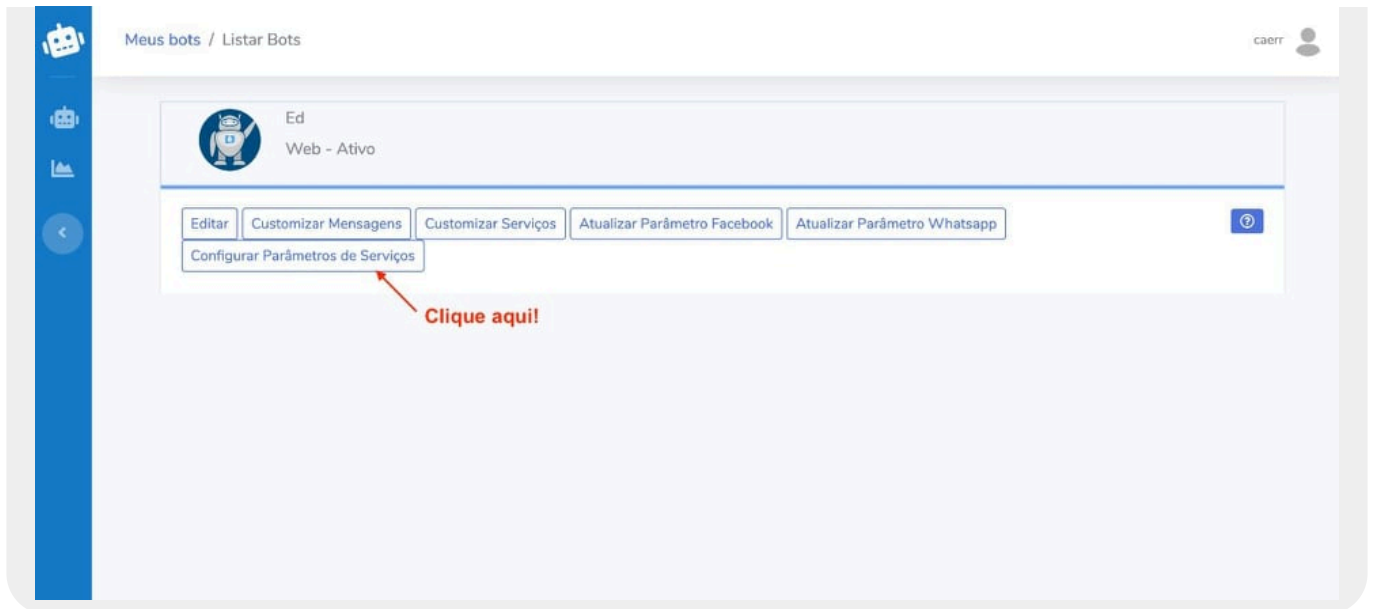 Meus bots / Listar Bots
caerr
Ed
Web - Ativo
Editar Customizar Mensagens Customizar Serviços Atualizar Parâmetro Facebook Atualizar Parâmetro Whatsapp
Configurar Parâmetros de Serviços
Clique aqui!